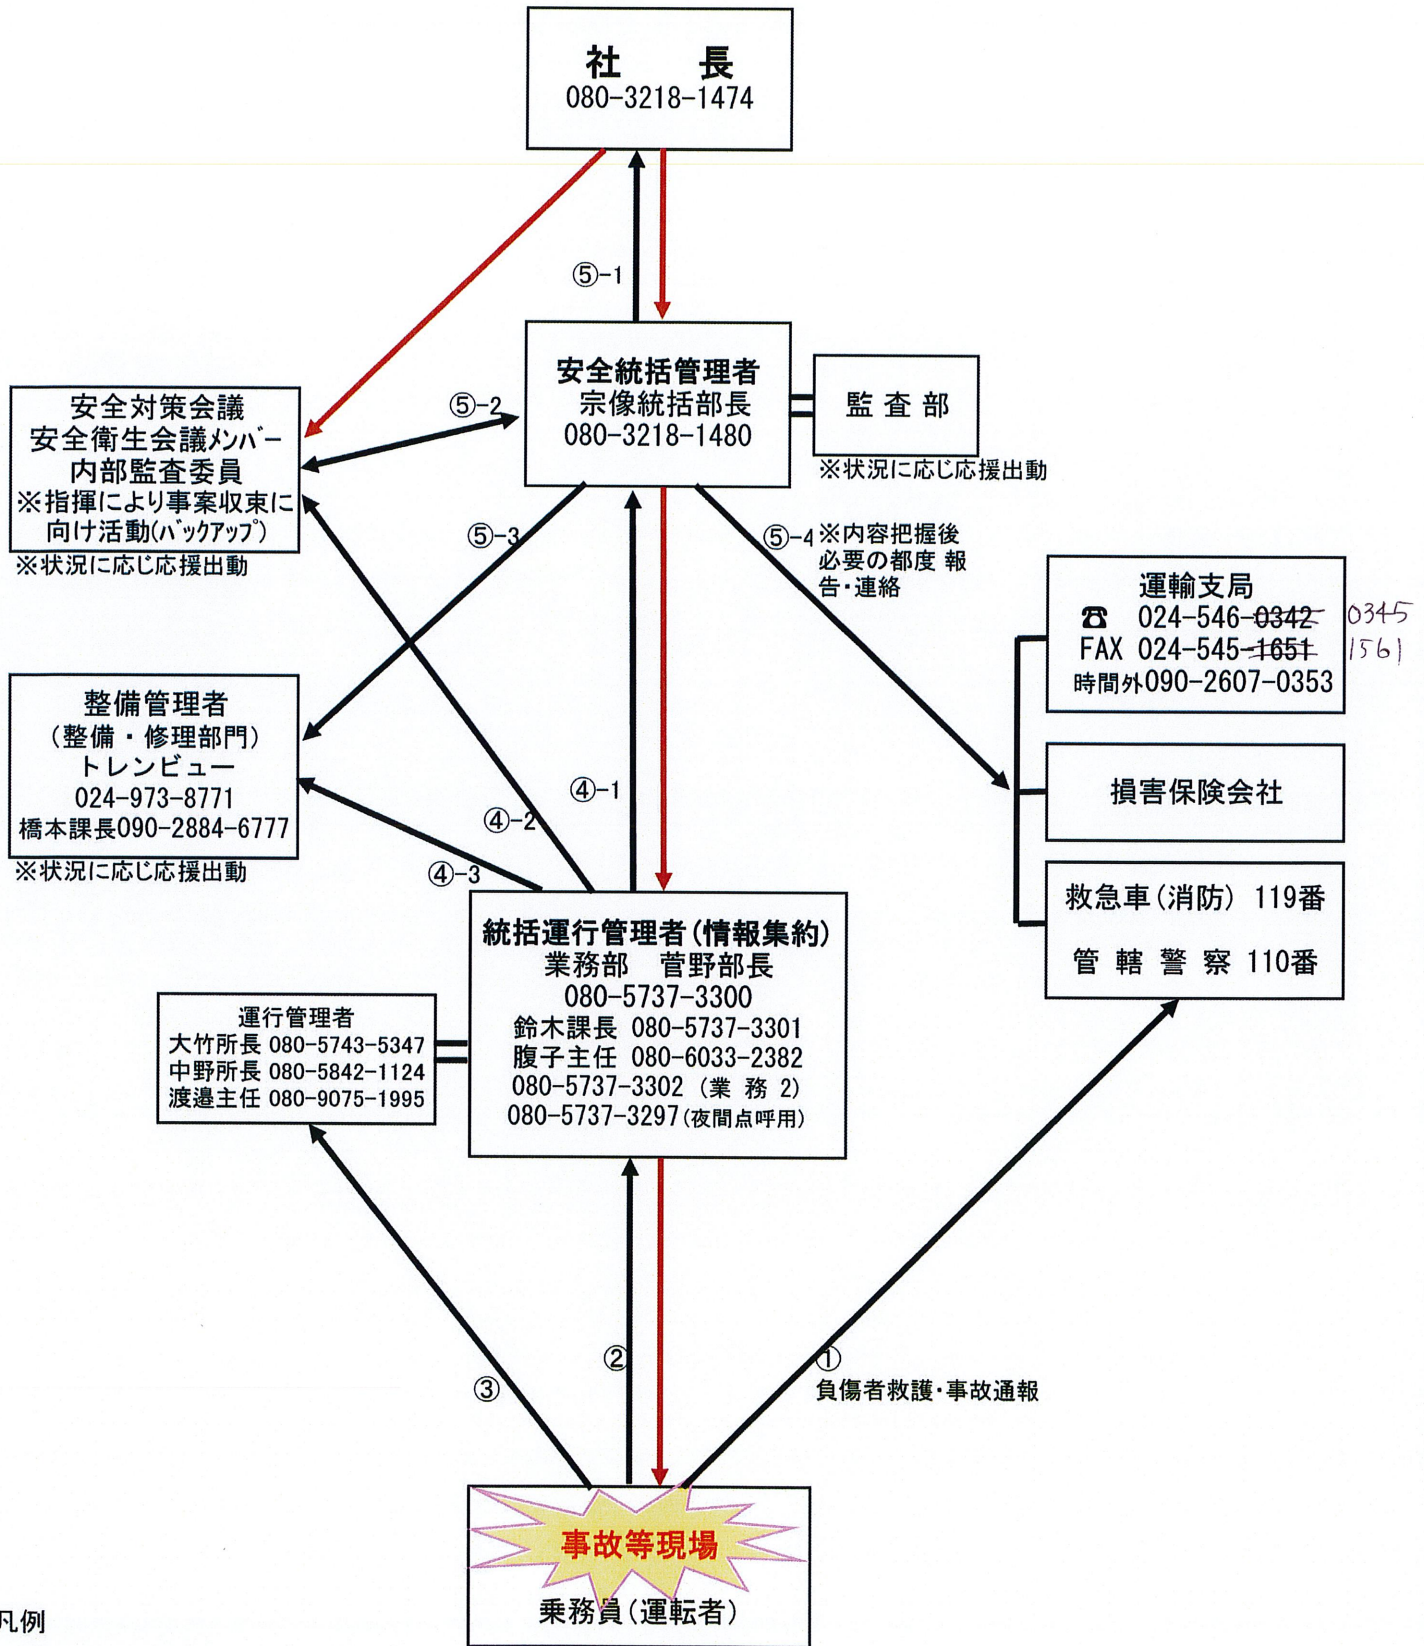 社　長
080-3218-1474
⑤-1
安全統括管理者
宗像統括部長
080-3218-1480
監 査 部
※状況に応じ応援出動
⑤-2
安全対策会議
安全衛生会議ﾒﾝﾊﾞｰ
内部監査委員
※指揮により事案収束に
向け活動(ﾊﾞｯｸｱｯﾌﾟ)
※状況に応じ応援出動
⑤-3
⑤-4
※内容把握後
必要の都度 報
告・連絡
運輸支局
☎ 024-546-0342 0345
FAX 024-545-1651 1561
時間外090-2607-0353
損害保険会社
救急車(消防) 119番
管 轄 警 察 110番
整備管理者
(整備・修理部門)
トレンビュー
024-973-8771
橋本課長090-2884-6777
※状況に応じ応援出動
④-1
④-2
④-3
統括運行管理者(情報集約)
業務部　菅野部長
080-5737-3300
鈴木課長 080-5737-3301
腹子主任 080-6033-2382
080-5737-3302 (業 務 2)
080-5737-3297(夜間点呼用)
運行管理者
大竹所長 080-5743-5347
中野所長 080-5842-1124
渡邉主任 080-9075-1995
③
②
①
負傷者救護・事故通報
事故等現場
乗務員(運転者)
凡例